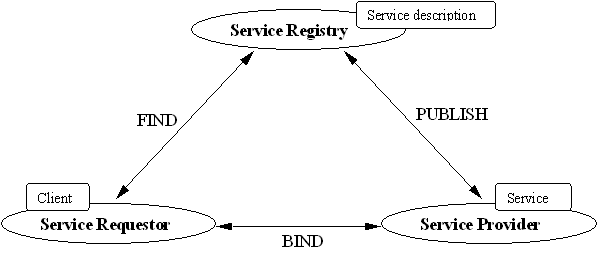 Service description
Service Registry
FIND
PUBLISH
Client
Service
Service Requestor
Service Provider
BIND